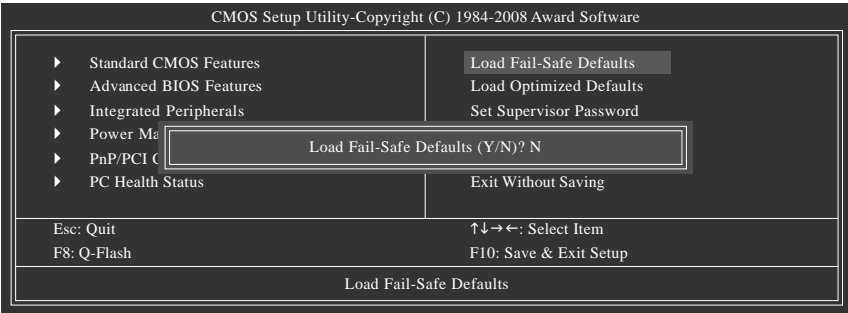 CMOS Setup Utility-Copyright (C) 1984-2008 Award Software
Standard CMOS Features
Advanced BIOS Features
Integrated Peripherals
Power Ma
PnP/PCI
PC Health Status
Load Fail-Safe Defaults
Load Optimized Defaults
Set Supervisor Password
Exit Without Saving
Load Fail-Safe Defaults (Y/N)? N
Esc: Quit
↑↓→←: Select Item
F8: Q-Flash
F10: Save & Exit Setup
Load Fail-Safe Defaults